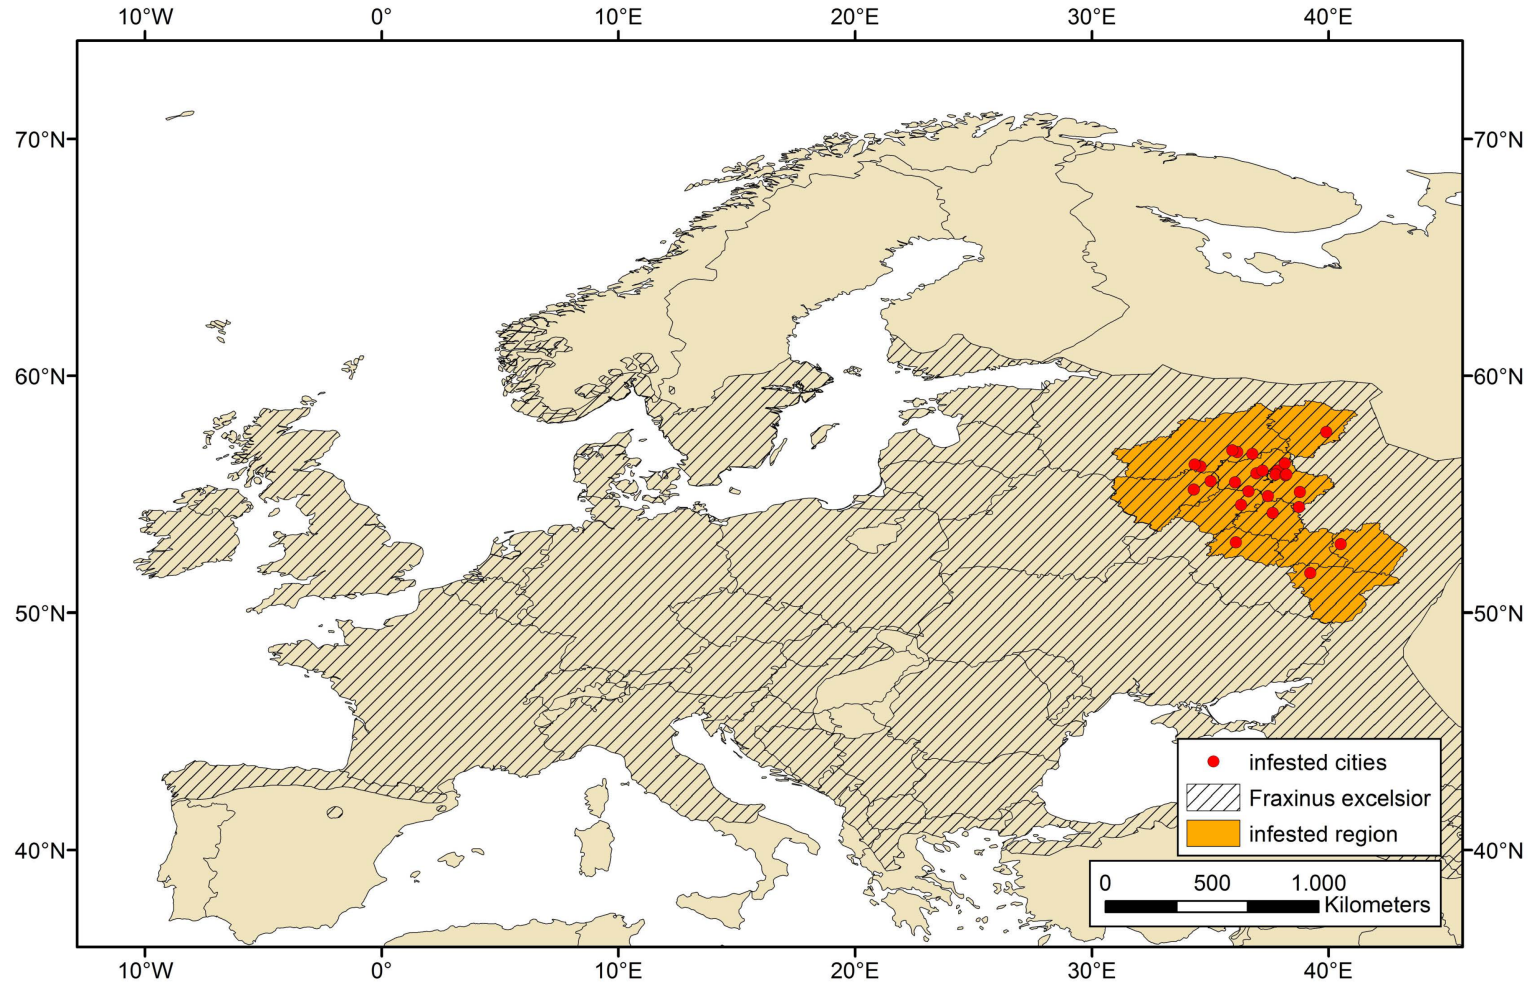 10°W 0° 10°E 20°E 30°E 40°E
70°N 70°N
60°N 60°N
50°N 50°N
infested cities
Fraxinus excelsior
infested region
40°N 40°N
0 500 1.000
Kilometers
10°W 0° 10°E 20°E 30°E 40°E